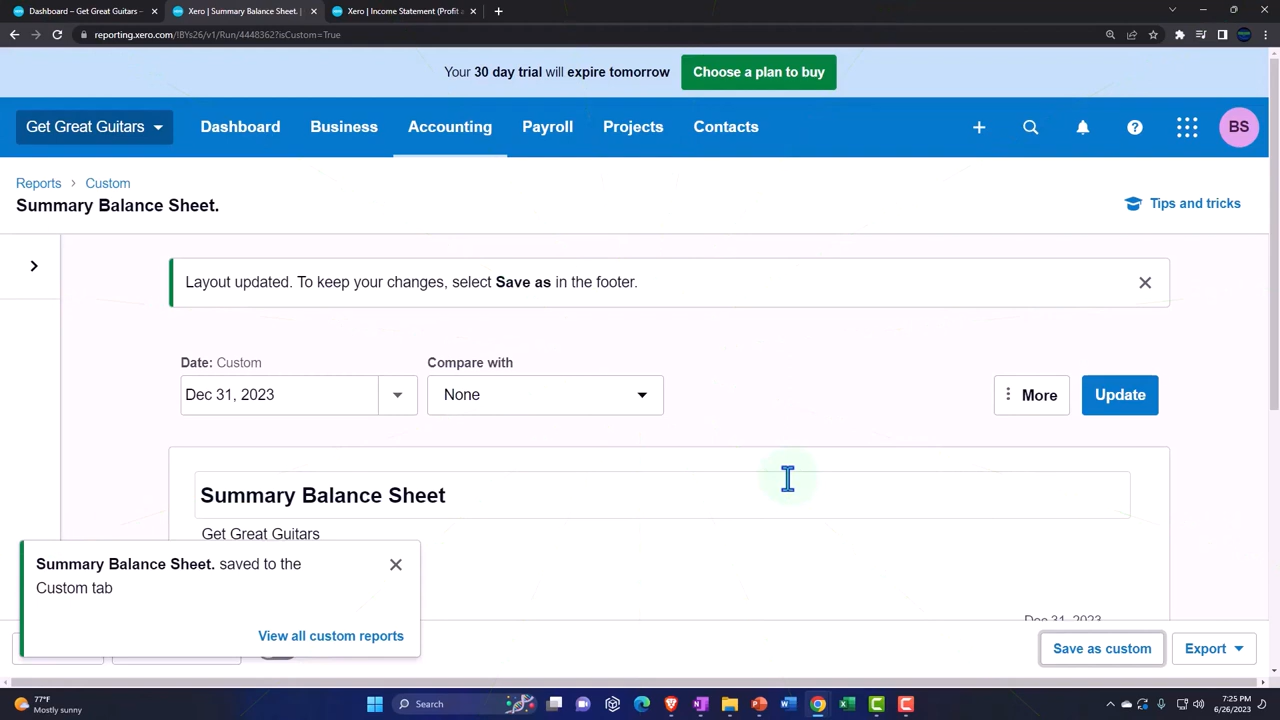 Dashboard – Get Great Guitars –
Xero | Summary Balance Sheet. |
Xero | Income Statement (Profit a
reporting.xero.com/!BYs26/v1/Run/4448362?isCustom=True
Your 30 day trial will expire tomorrow
Choose a plan to buy
Get Great Guitars
Dashboard
Business
Accounting
Payroll
Projects
Contacts
BS
Reports > Custom
Summary Balance Sheet.
Tips and tricks
Layout updated. To keep your changes, select Save as in the footer.
Date: Custom
Compare with
Dec 31, 2023
None
More
Update
Summary Balance Sheet
Get Great Guitars
Dec 31, 2023
Summary Balance Sheet. saved to the
Custom tab
View all custom reports
Save as custom
Export
77°F
Mostly sunny
Search
7:25 PM
6/26/2023